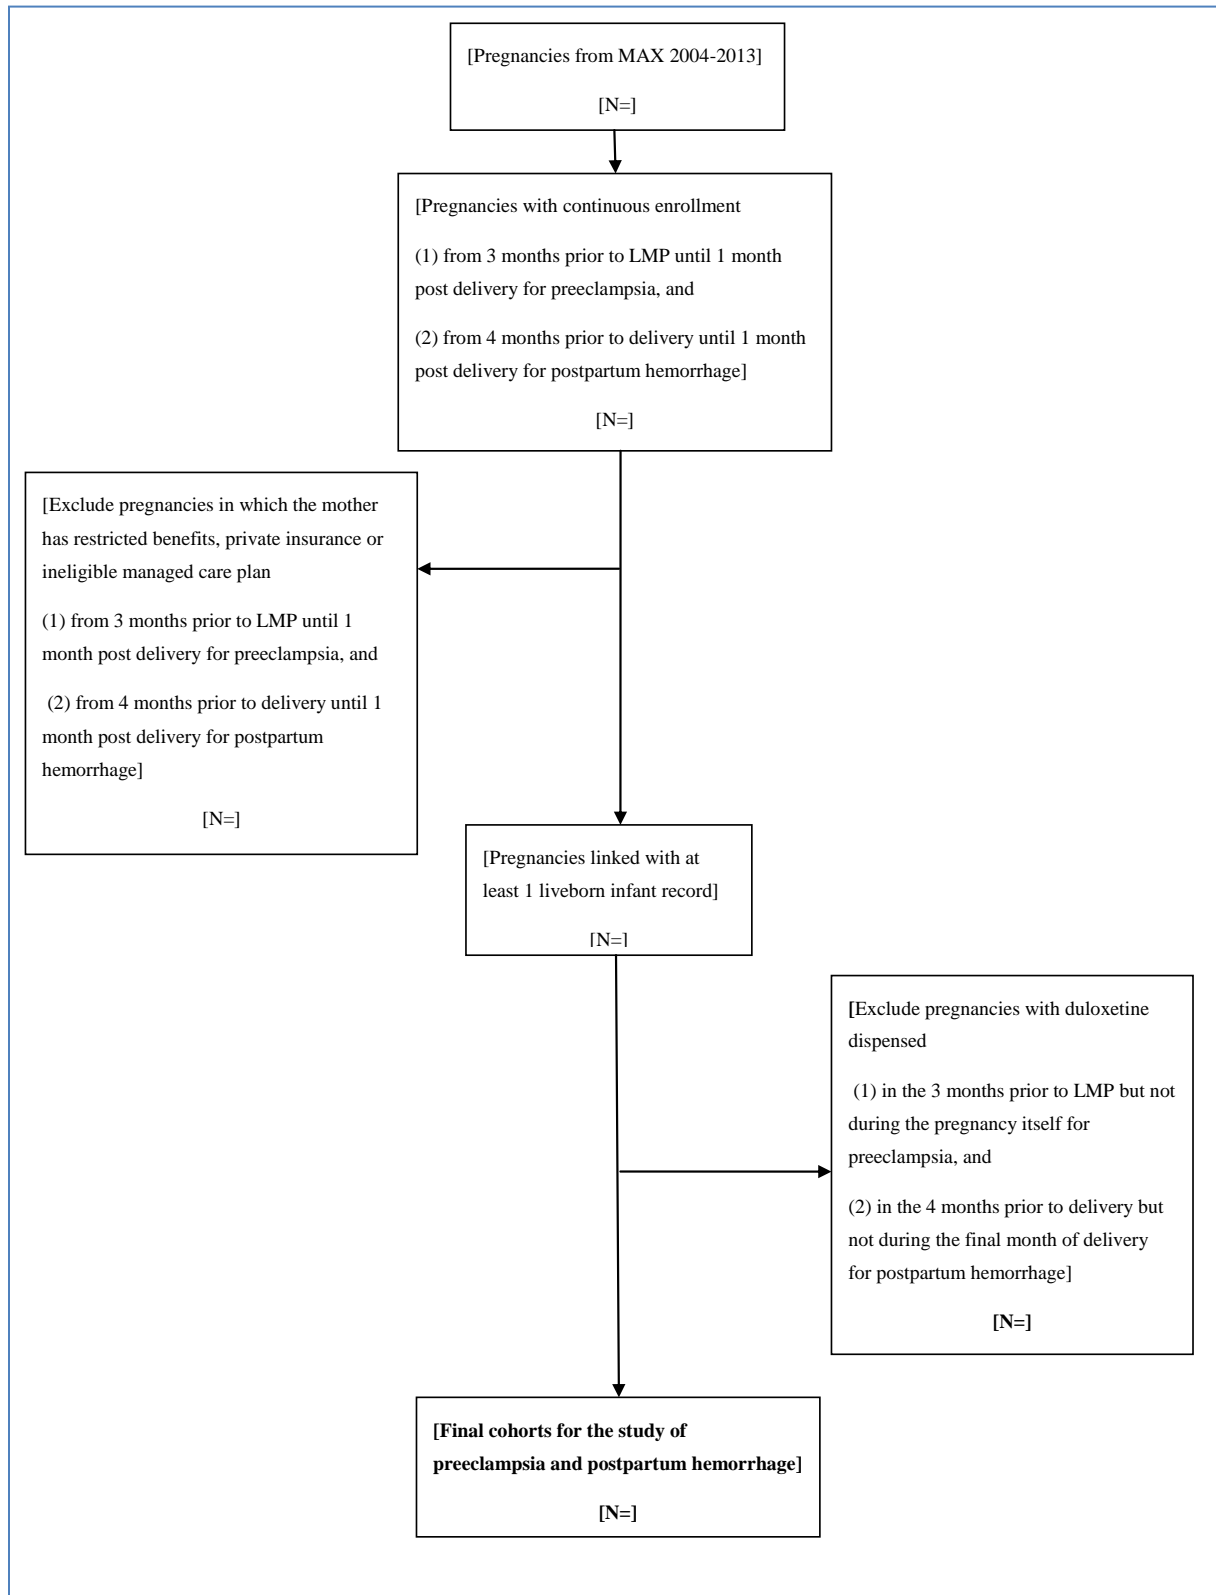 [Pregnancies from MAX 2004-2013]
[N=]
[Pregnancies with continuous enrollment
(1) from 3 months prior to LMP until 1 month
post delivery for preeclampsia, and
(2) from 4 months prior to delivery until 1 month
post delivery for postpartum hemorrhage]
[N=]
[Exclude pregnancies in which the mother
has restricted benefits, private insurance or
ineligible managed care plan
(1) from 3 months prior to LMP until 1
month post delivery for preeclampsia, and
(2) from 4 months prior to delivery until 1
month post delivery for postpartum
hemorrhage]
[N=]
[Pregnancies linked with at
least 1 liveborn infant record]
[N=]
[Exclude pregnancies with duloxetine
dispensed
(1) in the 3 months prior to LMP but not
during the pregnancy itself for
preeclampsia, and
(2) in the 4 months prior to delivery but
not during the final month of delivery
for postpartum hemorrhage]
[N=]
[Final cohorts for the study of
preeclampsia and postpartum hemorrhage]
[N=]